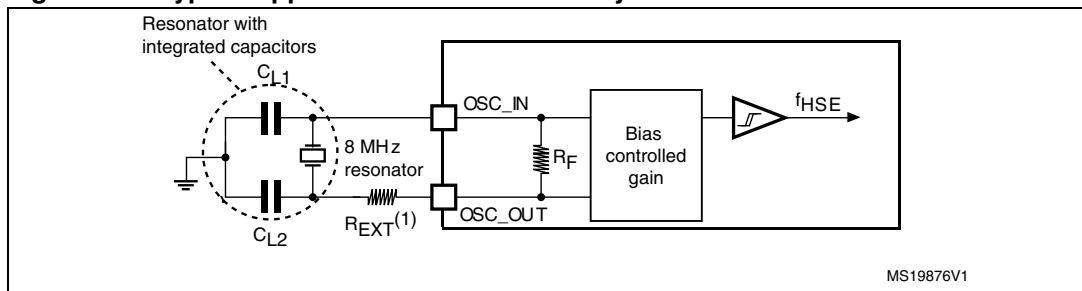 Resonator with
integrated capacitors
CL1
OSC_IN
fHSE
8 MHz
resonator
RF
Bias
controlled
gain
REXT(1)
OSC_OUT
CL2
MS19876V1